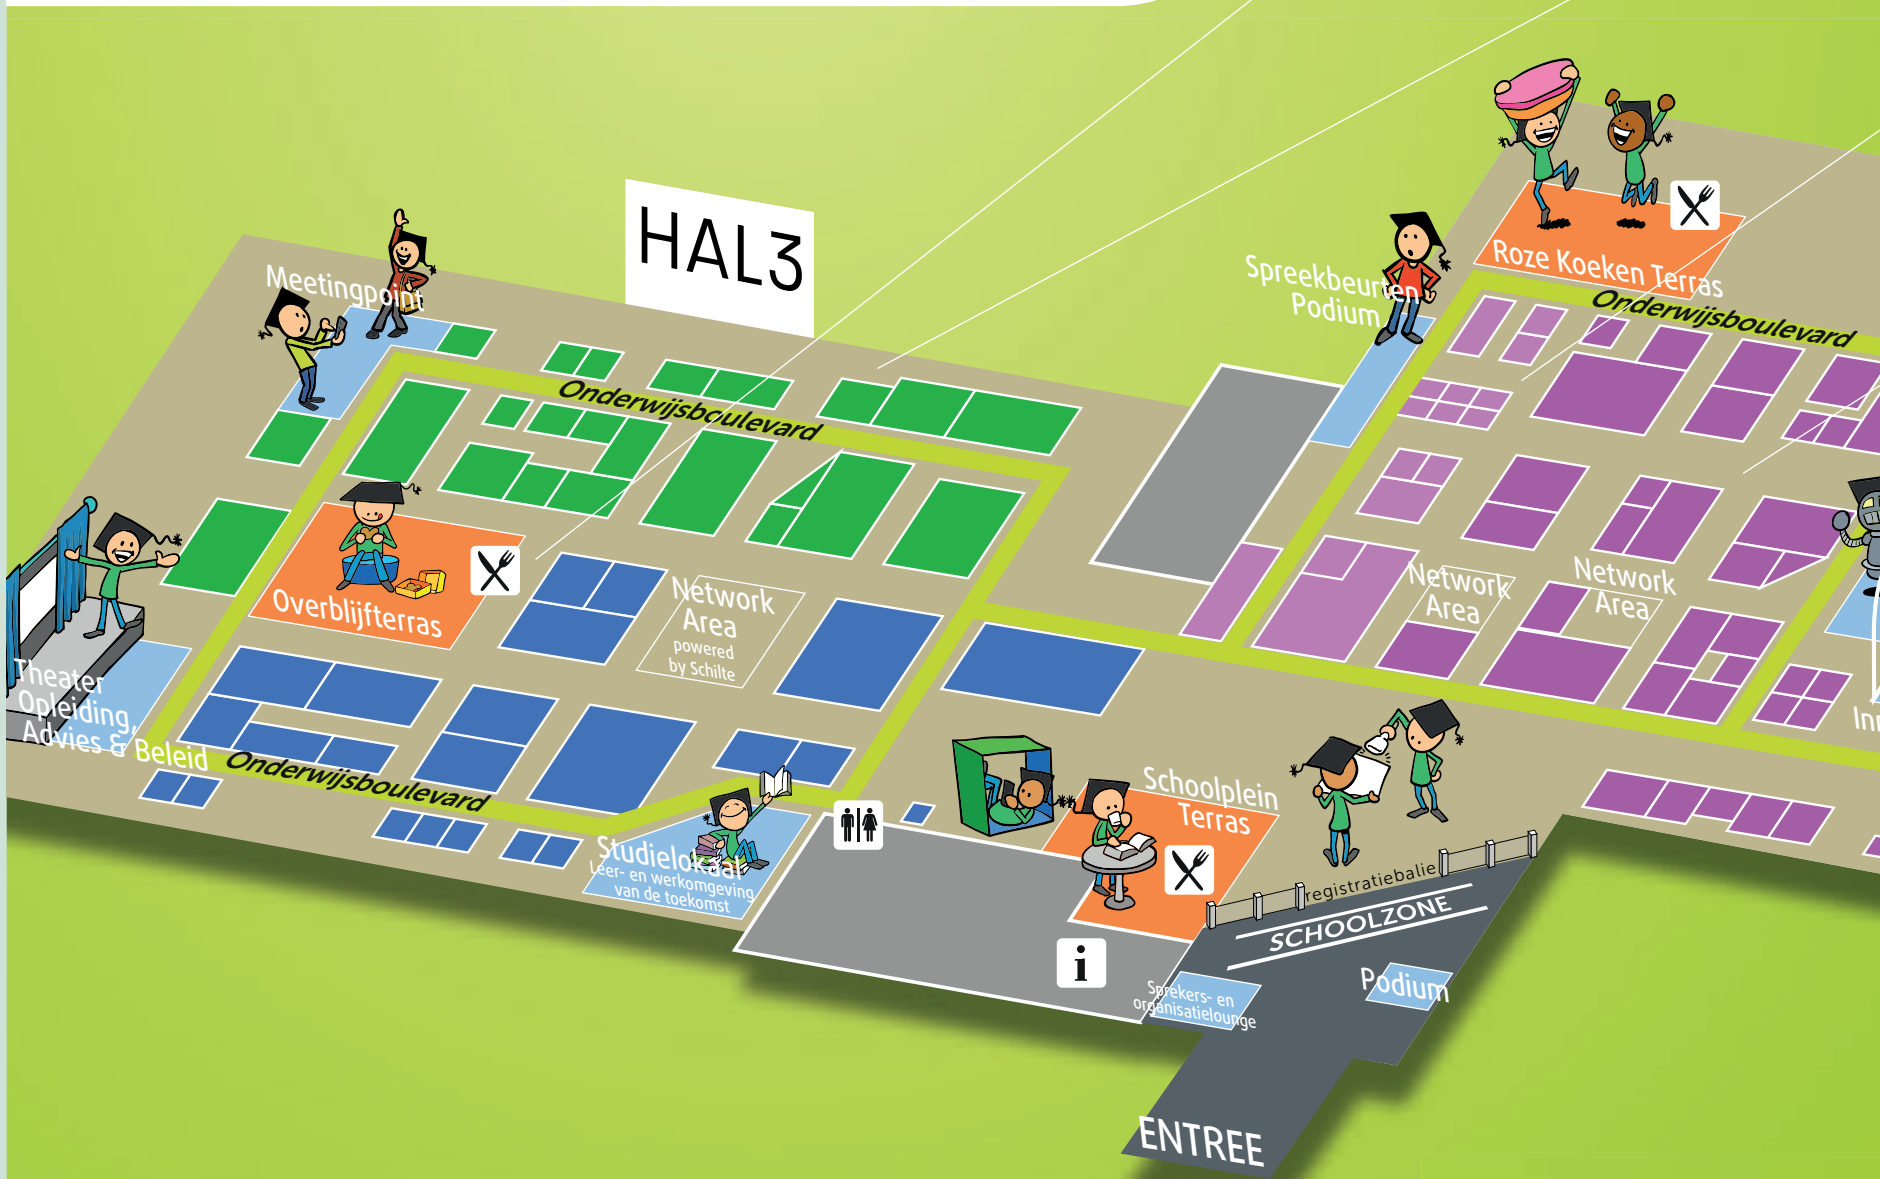 HAL3
Meetingpoint
Onderwijsboulevard
Spreekbeurten
Podium
Roze Koeken Terras
Onderwijsboulevard
Overblijfterras
Network
Area
powered
by Schilte
Network
Area
Network
Area
Theater
Opleiding,
Advies & Beleid
Onderwijsboulevard
Studielokaal
Leer- en werkomgeving
van de toekomst
Schoolplein
Terras
registratiebalie
SCHOOLZONE
i
Sprekers- en
organisatielounge
Podium
ENTREE